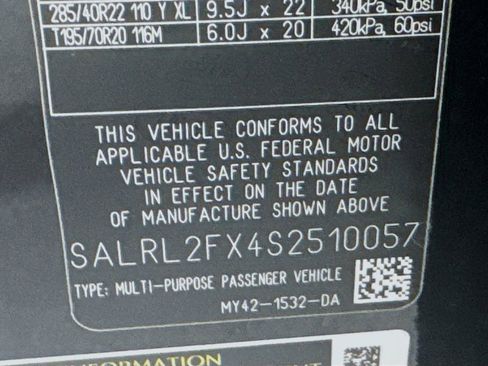 285/40R22 110 Y XL 9.5J x 22 340kPa, 50psi
T195/70R20 116M 6.0J x 20 420kPa, 60psi
THIS VEHICLE CONFORMS TO ALL
APPLICABLE U.S. FEDERAL MOTOR
VEHICLE SAFETY STANDARDS
IN EFFECT ON THE DATE
OF MANUFACTURE SHOWN ABOVE
SALRL2FX4S2510057
TYPE: MULTI-PURPOSE PASSENGER VEHICLE
MY42-1532-DA
INFORMATION